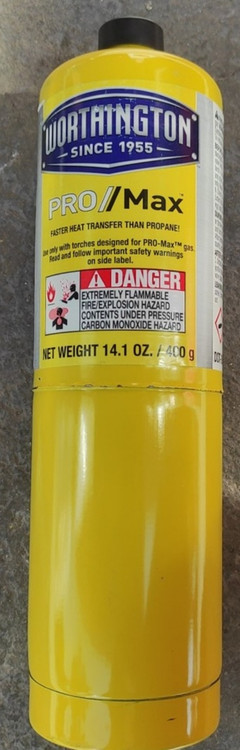 WORTHINGTON
SINCE 1955
PRO//Max™
FASTER HEAT TRANSFER THAN PROPANE!
Use only with torches designed for PRO-Max™ gas.
Read and follow important safety warnings
on side label.
DANGER
EXTREMELY FLAMMABLE
FIRE/EXPLOSION HAZARD
CONTENTS UNDER PRESSURE
CARBON MONOXIDE HAZARD
NET WEIGHT 14.1 OZ. / 400 g